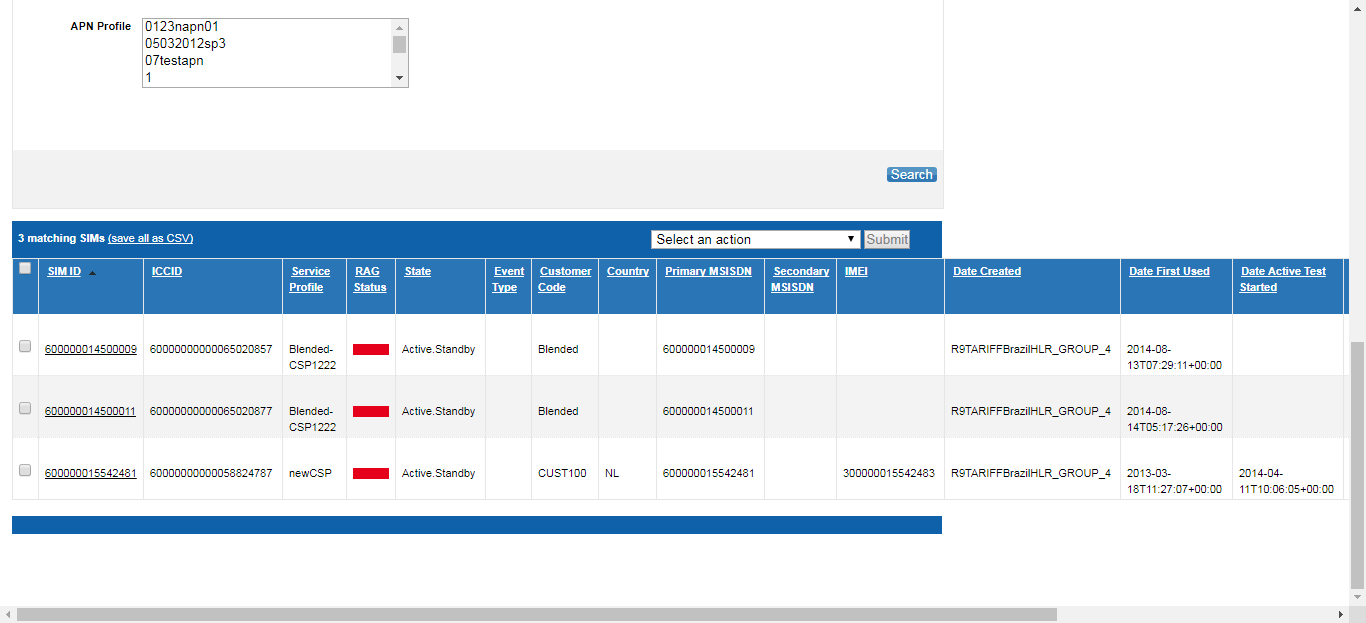 APN Profile
0123napn01
05032012sp3
07testapn
1
Search
3 matching SIMs (save all as CSV)
Select an action
Submit
SIM ID ICCID Service Profile RAG Status State Event Type Customer Code Country Primary MSISDN Secondary MSISDN IMEI Date Created Date First Used Date Active Test Started
600000014500009 60000000000065020857 Blended-CSP1222 Active.Standby Blended 600000014500009 R9TARIFFBrazilHLR_GROUP_4 2014-08-13T07:29:11+00:00
600000014500011 60000000000065020877 Blended-CSP1222 Active.Standby Blended 600000014500011 R9TARIFFBrazilHLR_GROUP_4 2014-08-14T05:17:26+00:00
600000015542481 60000000000058824787 newCSP Active.Standby CUST100 NL 600000015542481 300000015542483 R9TARIFFBrazilHLR_GROUP_4 2013-03-18T11:27:07+00:00 2014-04-11T10:06:05+00:00